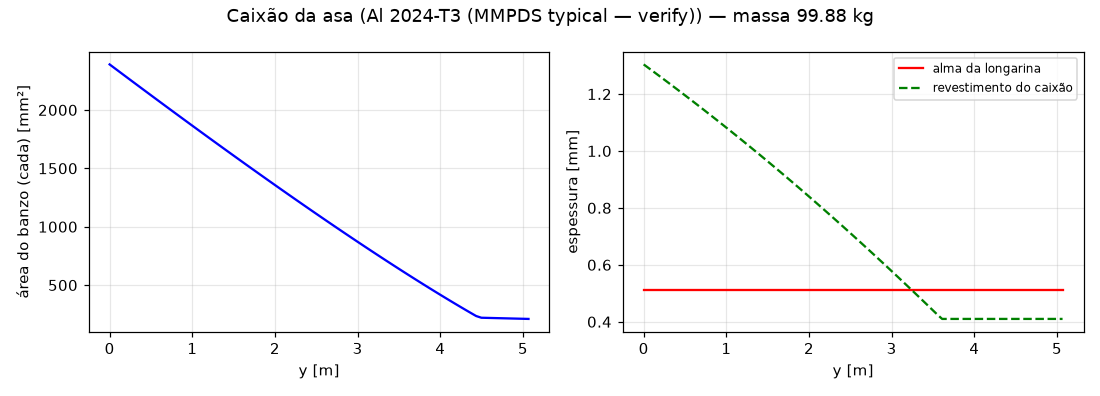 Caixão da asa (Al 2024-T3 (MMPDS typical — verify)) — massa 99.88 kg
área do banzo (cada) [mm²]
2000
1500
1000
500
0 1 2 3 4 5
y [m]
espessura [mm]
1.2
1.0
0.8
0.6
0.4
0 1 2 3 4 5
y [m]
alma da longarina
revestimento do caixão